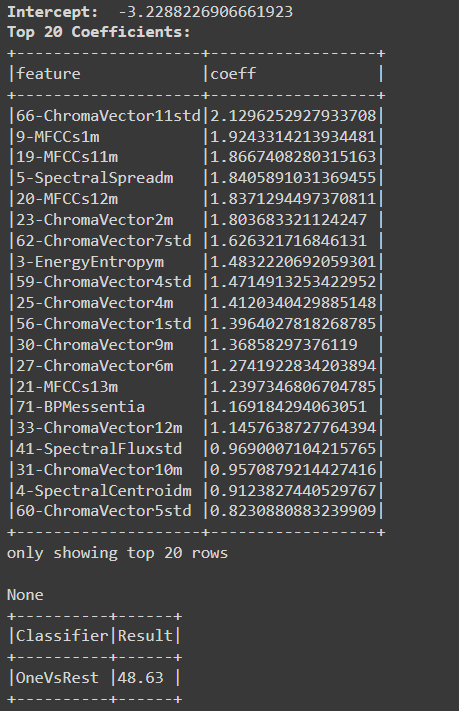 Intercept:  -3.2288226906661923
Top 20 Coefficients:
+--------------------+------------------+
|feature             |coeff             |
+--------------------+------------------+
|66-ChromaVector11std|2.1296252927933708|
|9-MFCCs1m           |1.9243314213934481|
|19-MFCCs11m         |1.8667408280315163|
|5-SpectralSpreadm   |1.8405891031369455|
|20-MFCCs12m         |1.8371294497370811|
|23-ChromaVector2m   |1.803683321124247 |
|62-ChromaVector7std |1.626321716846131 |
|3-EnergyEntropym    |1.4832220692059301|
|59-ChromaVector4std |1.4714913253422952|
|25-ChromaVector4m   |1.4120340429885148|
|56-ChromaVector1std |1.3964027818268785|
|30-ChromaVector9m   |1.36858297376119  |
|27-ChromaVector6m   |1.2741922834203894|
|21-MFCCs13m         |1.2397346806704785|
|71-BPMessentia      |1.169184294063051 |
|33-ChromaVector12m  |1.1457638727764394|
|41-SpectralFluxstd  |0.9690007104215765|
|31-ChromaVector10m  |0.9570879214427416|
|4-SpectralCentroidm |0.9123827440529767|
|60-ChromaVector5std |0.8230880883239909|
+--------------------+------------------+
only showing top 20 rows

None
+----------+------+
|Classifier|Result|
+----------+------+
|OneVsRest |48.63 |
+----------+------+